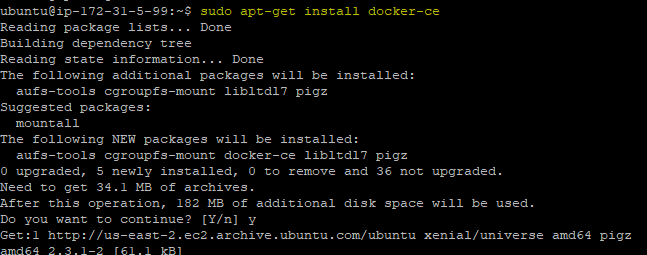 ubuntu@ip-172-31-5-99:~$ sudo apt-get install docker-ce
Reading package lists... Done
Building dependency tree
Reading state information... Done
The following additional packages will be installed:
  aufs-tools cgroupfs-mount libltdl7 pigz
Suggested packages:
  mountall
The following NEW packages will be installed:
  aufs-tools cgroupfs-mount docker-ce libltdl7 pigz
0 upgraded, 5 newly installed, 0 to remove and 36 not upgraded.
Need to get 34.1 MB of archives.
After this operation, 182 MB of additional disk space will be used.
Do you want to continue? [Y/n] y
Get:1 http://us-east-2.ec2.archive.ubuntu.com/ubuntu xenial/universe amd64 pigz
amd64 2.3.1-2 [61.1 kB]